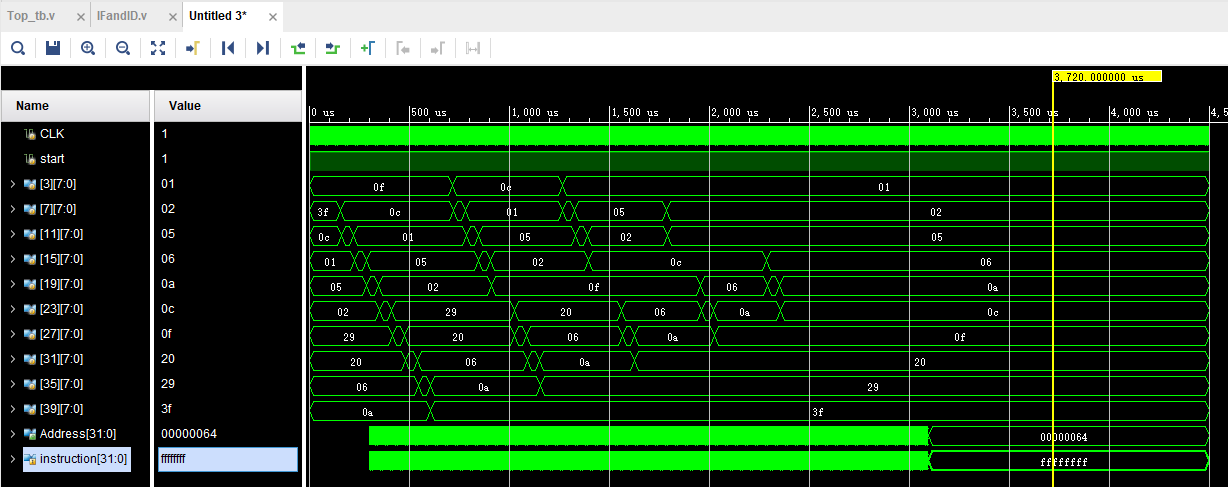 Top_tb.v × IFandID.v × Untitled 3* ×
3,720.000000 us
Name Value 0 us 500 us 1,000 us 1,500 us 2,000 us 2,500 us 3,000 us 3,500 us 4,000 us 4,5
CLK 1
start 1
[3][7:0] 01 0f 0c 01
[7][7:0] 02 3f 0c 01 05 02
[11][7:0] 05 0c 01 05 02 05
[15][7:0] 06 01 05 02 0c 06
[19][7:0] 0a 05 02 0f 06 0a
[23][7:0] 0c 02 29 20 06 0a 0c
[27][7:0] 0f 29 20 06 0a 0f
[31][7:0] 20 20 06 0a 20
[35][7:0] 29 06 0a 29
[39][7:0] 3f 0a 3f
Address[31:0] 00000064 00000064
instruction[31:0] ffffffff ffffffff